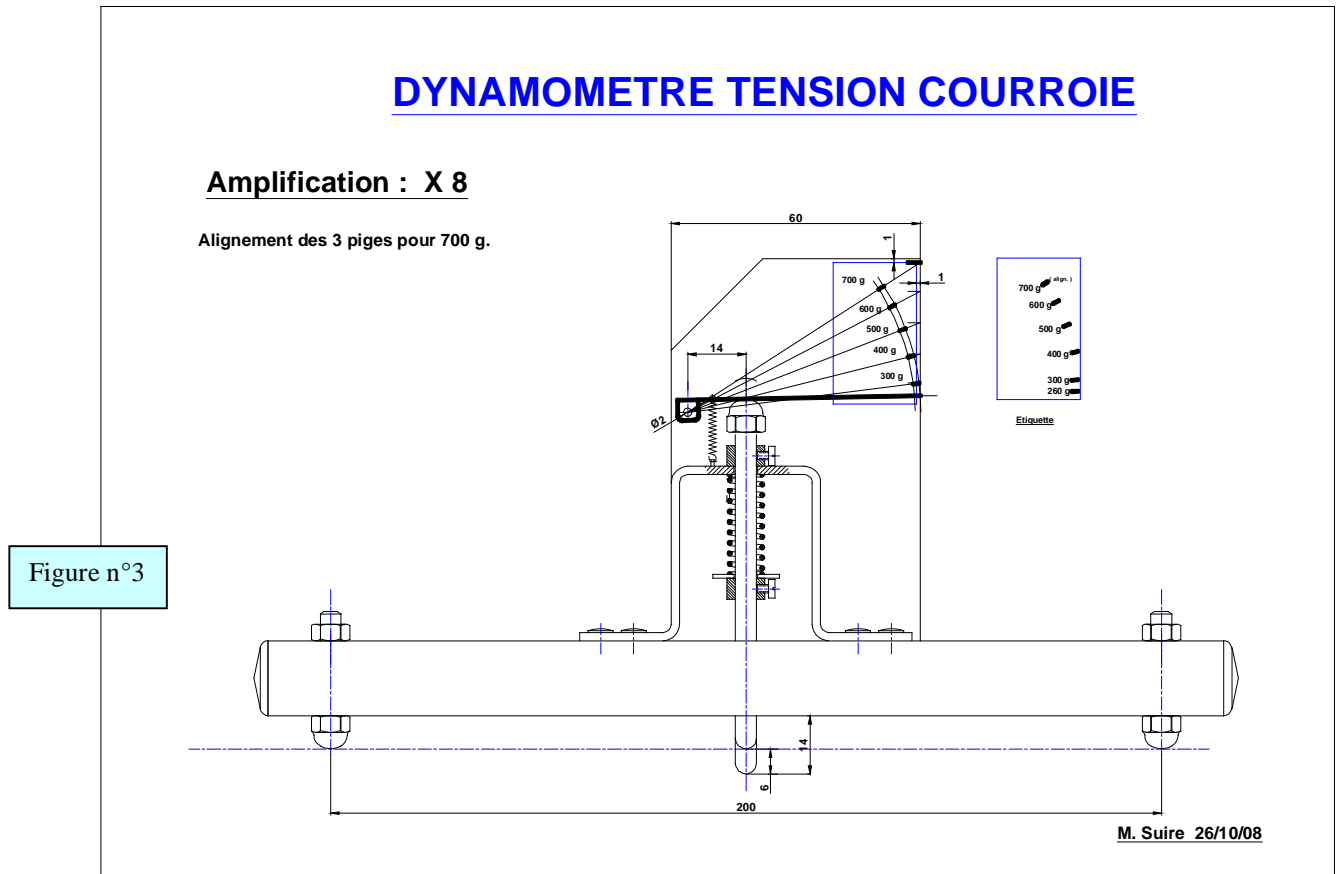 DYNAMOMETRE TENSION COURROIE
Amplification : X 8
Alignement des 3 piges pour 700 g.
60
1
1
700 g
600 g
500 g
400 g
300 g
14
Ø2
700 g ( align. )
600 g
500 g
400 g
300 g
260 g
Etiquette
Figure n°3
14
6
200
M. Suire 26/10/08